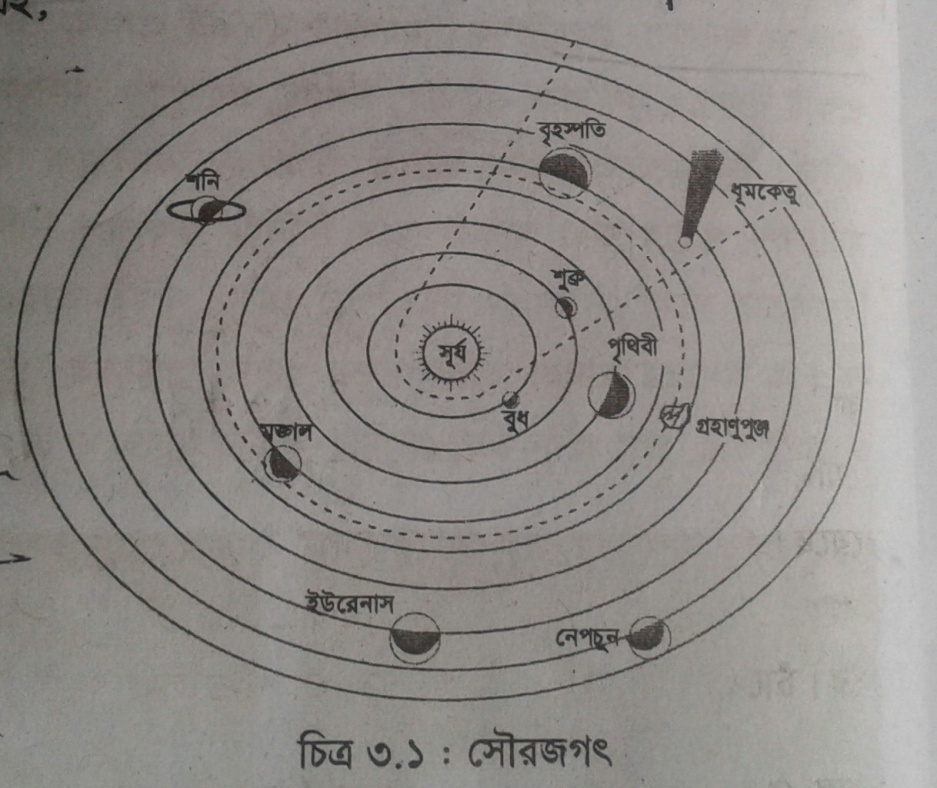 বৃহস্পতি
শনি
ধূমকেতু
শুক্র
পৃথিবী
সূর্য
বুধ
গ্রহাণুপুঞ্জ
মঙ্গল
ইউরেনাস
নেপচুন
চিত্র ৩.১ : সৌরজগৎ